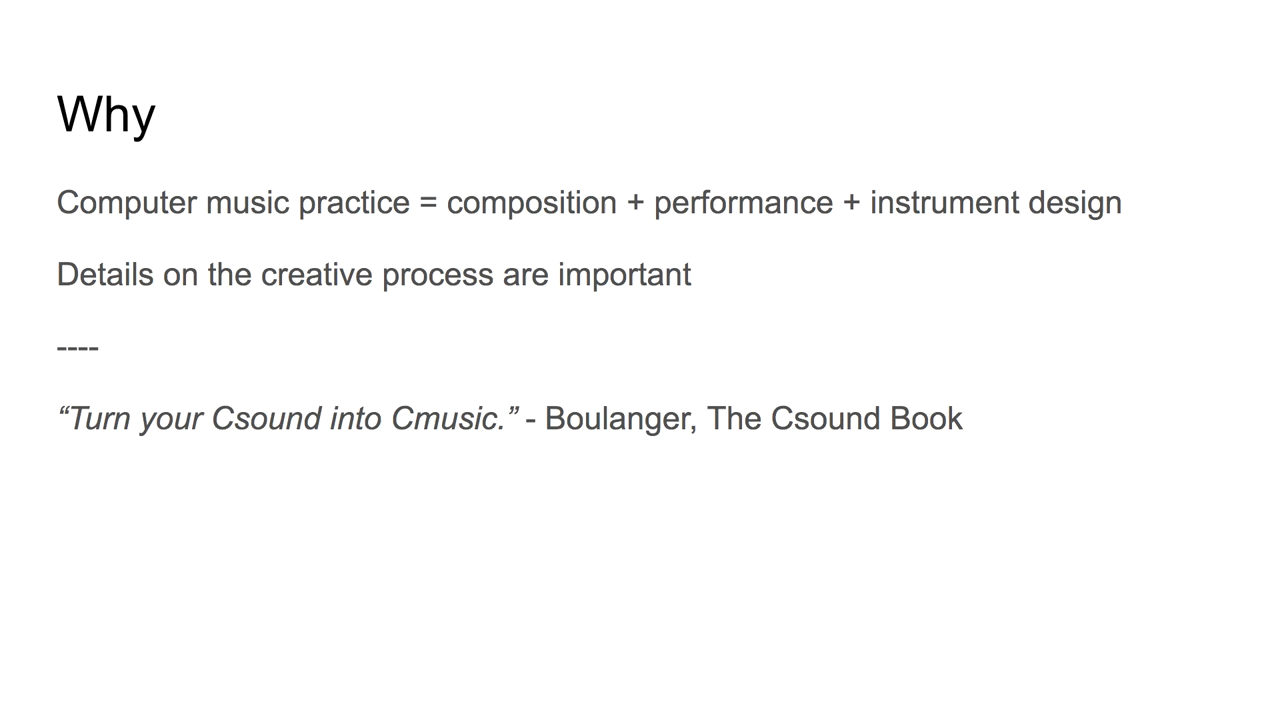 Why
Computer music practice = composition + performance + instrument design
Details on the creative process are important
----
“Turn your Csound into Cmusic.” - Boulanger, The Csound Book